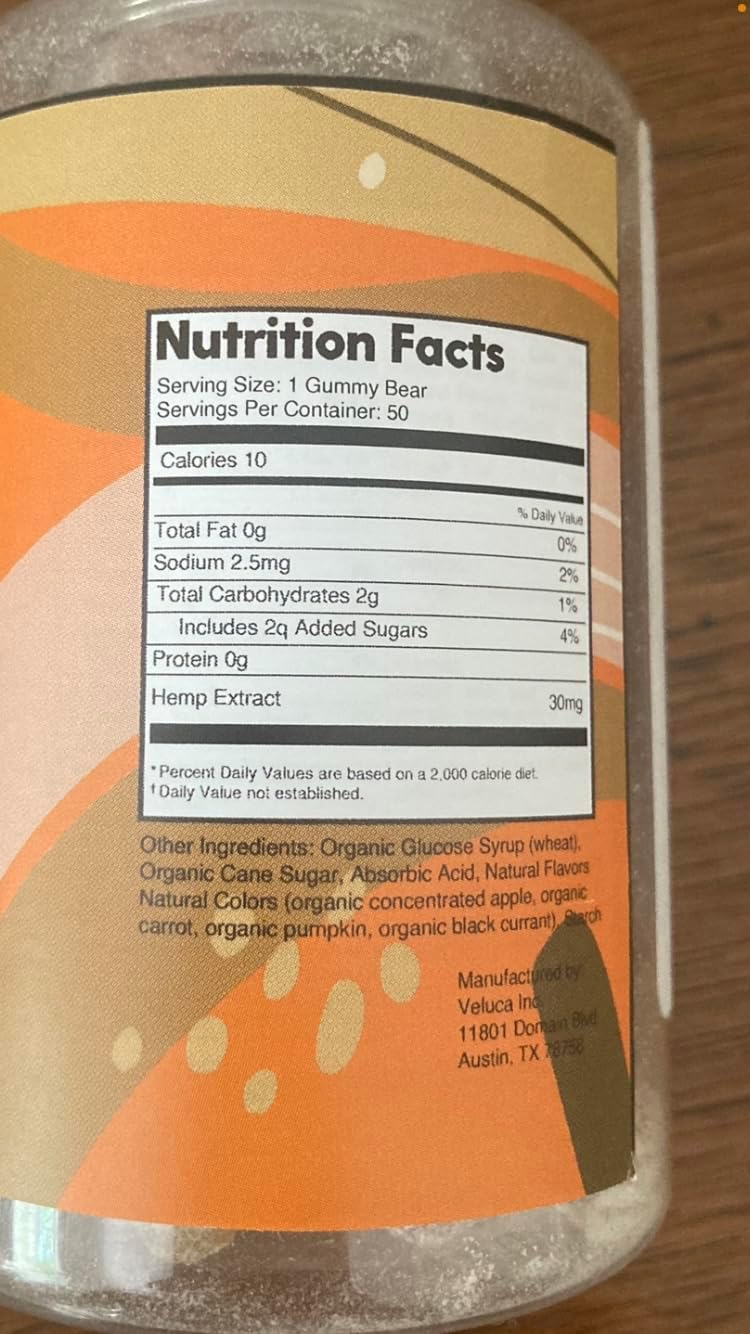 Nutrition Facts
Serving Size: 1 Gummy Bear
Servings Per Container: 50
Calories 10
% Daily Value
Total Fat 0g 0%
Sodium 2.5mg 2%
Total Carbohydrates 2g 1%
Includes 2q Added Sugars 4%
Protein 0g
Hemp Extract 30mg
*Percent Daily Values are based on a 2,000 calorie diet.
†Daily Value not established.
Other Ingredients: Organic Glucose Syrup (wheat),
Organic Cane Sugar, Absorbic Acid, Natural Flavors
Natural Colors (organic concentrated apple, organic
carrot, organic pumpkin, organic black currant), Starch
Manufactured by
Veluca Inc
11801 Domain Blvd
Austin, TX 78758